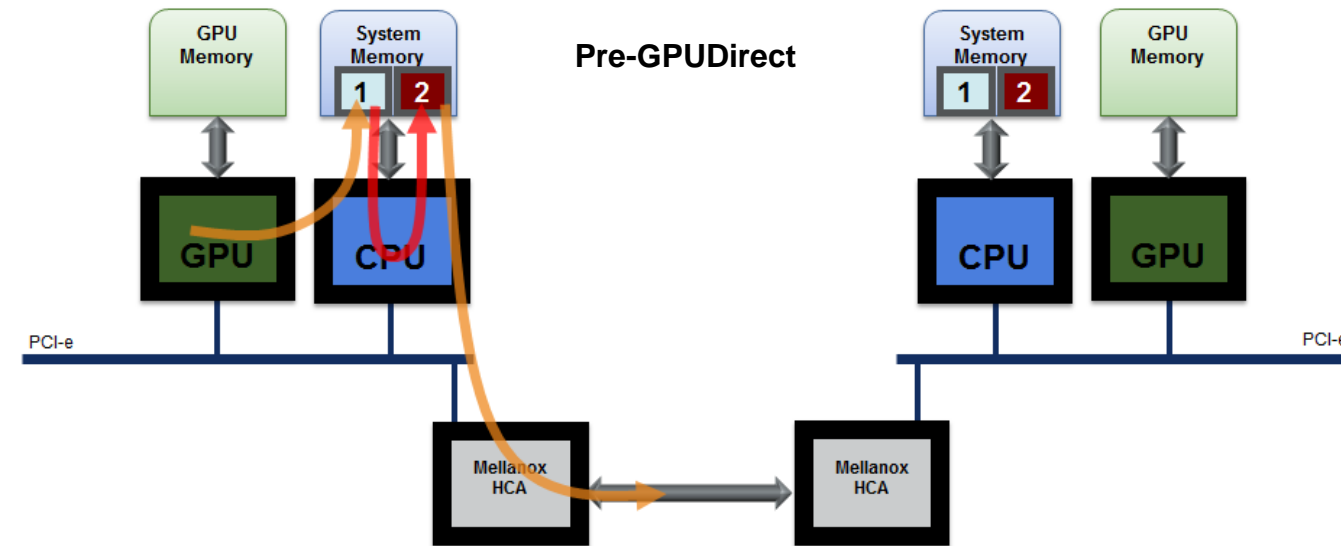 Pre-GPUDirect
GPU
Memory
System
Memory
1 2
System
Memory
1 2
GPU
Memory
GPU
CPU
CPU
GPU
PCI-e
PCI-e
Mellanox
HCA
Mellanox
HCA